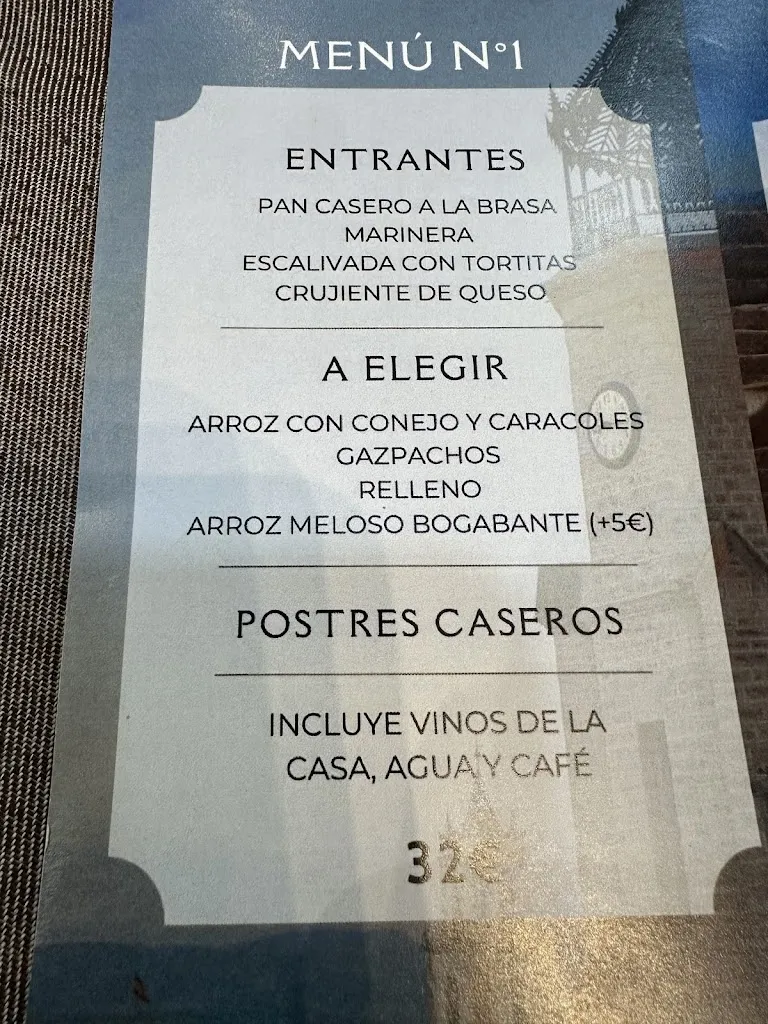 MENÚ Nº1
ENTRANTES
PAN CASERO A LA BRASA
MARINERA
ESCALIVADA CON TORTITAS
CRUJIENTE DE QUESO
A ELEGIR
ARROZ CON CONEJO Y CARACOLES
GAZPACHOS
RELLENO
ARROZ MELOSO BOGABANTE (+5€)
POSTRES CASEROS
INCLUYE VINOS DE LA
CASA, AGUA Y CAFÉ
32€